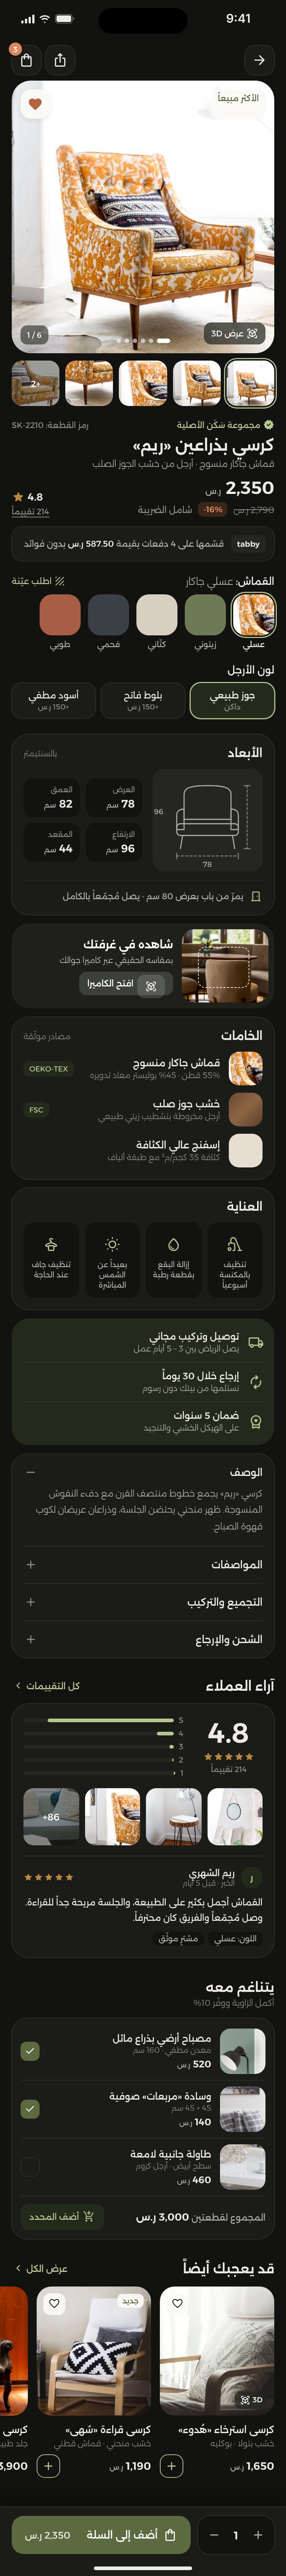 9:41
3
الأكثر مبيعاً
1 / 6
عرض 3D
+2
مجموعة سَكَن الأصلية
رمز القطعة: SK-2210
كرسي بذراعين «ريم»
قماش جاكار منسوج · أرجل من خشب الجوز الصلب
2,350 ر.س
4.8
2,790 ر.س
-16%
شامل الضريبة
214 تقييماً
tabby
قسّمها على 4 دفعات بقيمة 587.50 ر.س بدون فوائد
القماش: عسلي جاكار
اطلب عيّنة
عسلي
زيتوني
كتّاني
فحمي
طوبي
لون الأرجل
جوز طبيعي
داكن
بلوط فاتح
+150 ر.س
أسود مطفي
+150 ر.س
الأبعاد
بالسنتيمتر
96
78
العرض
78 سم
العمق
82 سم
الارتفاع
96 سم
المقعد
44 سم
يمرّ من باب بعرض 80 سم · يصل مُجمّعاً بالكامل
شاهده في غرفتك
بمقاسه الحقيقي عبر كاميرا جوالك
افتح الكاميرا
الخامات
مصادر موثّقة
قماش جاكار منسوج
55% قطن · 45% بوليستر معاد تدويره
OEKO-TEX
خشب جوز صلب
أرجل مخروطة بتشطيب زيتي طبيعي
FSC
إسفنج عالي الكثافة
كثافة 35 كجم/م³ مع طبقة ألياف
العناية
تنظيف بالمكنسة أسبوعياً
إزالة البقع بقطعة رطبة
بعيداً عن الشمس المباشرة
تنظيف جاف عند الحاجة
توصيل وتركيب مجاني
يصل الرياض بين 3 - 5 أيام عمل
إرجاع خلال 30 يوماً
نستلمها من بيتك دون رسوم
ضمان 5 سنوات
على الهيكل الخشبي والتنجيد
الوصف
كرسي «ريم» يجمع خطوط منتصف القرن مع دفء النقوش
المنسوجة. ظهر منحني يحتضن الجلسة، وذراعان عريضان لكوب
قهوة الصباح.
المواصفات
التجميع والتركيب
الشحن والإرجاع
آراء العملاء
كل التقييمات
4.8
214 تقييماً
5
4
3
2
1
+86
ر
ريم الشهري
الخبر · قبل 5 أيام
القماش أجمل بكثير على الطبيعة، والجلسة مريحة جداً للقراءة.
وصل مُجمّعاً والفريق كان محترفاً.
اللون: عسلي
مشترٍ موثّق
يتناغم معه
أكمل الزاوية ووفّر 10%
مصباح أرضي بذراع مائل
معدن مطفي · 160 سم
520 ر.س
وسادة «مربعات» صوفية
45 × 45 سم
140 ر.س
طاولة جانبية لامعة
سطح أبيض · أرجل كروم
460 ر.س
المجموع لقطعتين 3,000 ر.س
أضف المحدد
قد يعجبك أيضاً
عرض الكل
3D
جديد
كرسي استرخاء «هُدوء»
خشب بتولا · بوكليه
1,650 ر.س
كرسي قراءة «شهى»
خشب منحني · قماش قطني
1,190 ر.س
كرسي
جلد طبي
3,900
1
أضف إلى السلة
2,350 ر.س